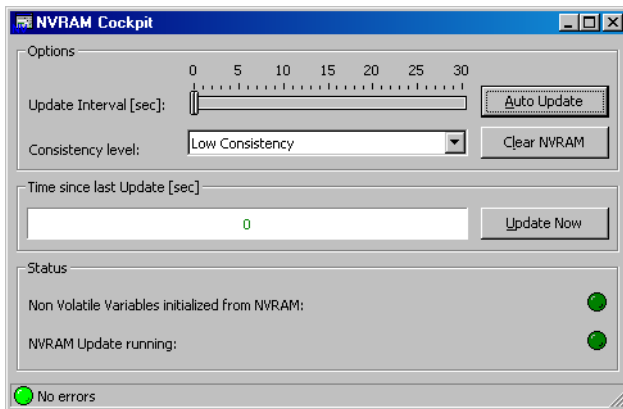 NVRAM Cockpit
Options
0 5 10 15 20 25 30
Update Interval [sec]:
Auto Update
Consistency level:
Low Consistency
Clear NVRAM
Time since last Update [sec]
0
Update Now
Status
Non Volatile Variables initialized from NVRAM:
NVRAM Update running:
No errors